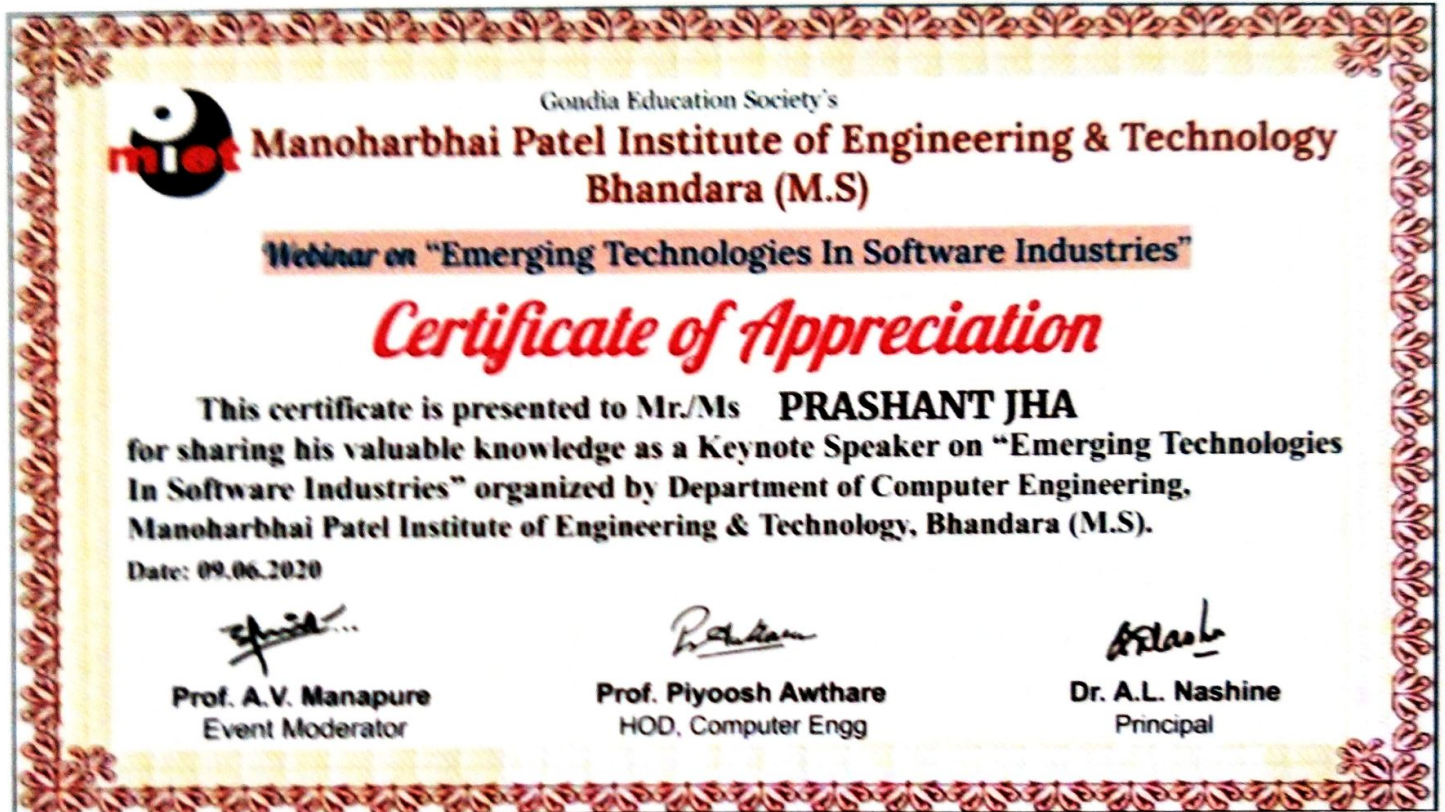 Gondia Education Society's
miet
Manoharbhai Patel Institute of Engineering & Technology
Bhandara (M.S)
Webinar on “Emerging Technologies In Software Industries”
Certificate of Appreciation
This certificate is presented to Mr./Ms PRASHANT JHA
for sharing his valuable knowledge as a Keynote Speaker on “Emerging Technologies
In Software Industries” organized by Department of Computer Engineering,
Manoharbhai Patel Institute of Engineering & Technology, Bhandara (M.S).
Date: 09.06.2020
Prof. A.V. Manapure
Event Moderator
Prof. Piyoosh Awthare
HOD, Computer Engg
Dr. A.L. Nashine
Principal